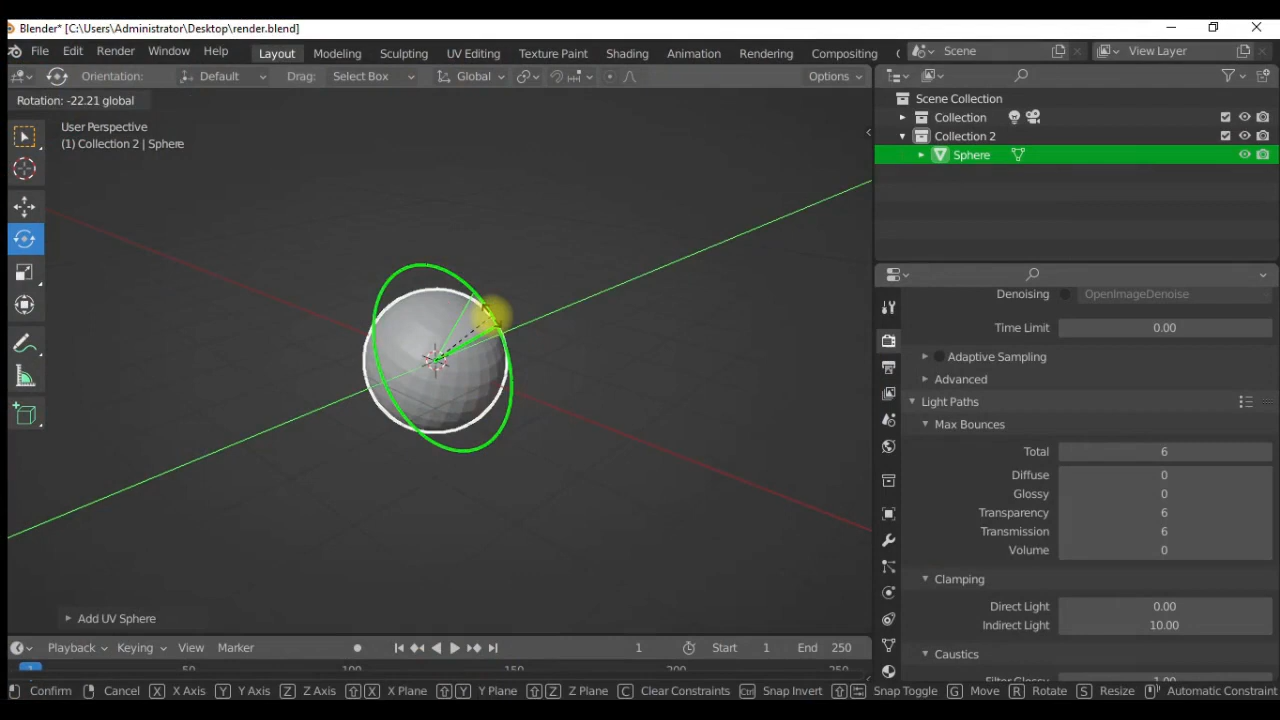 Blender* [C:\Users\Administrator\Desktop\render.blend]
File Edit Render Window Help Layout Modeling Sculpting UV Editing Texture Paint Shading Animation Rendering Compositing Scene View Layer
Orientation: Default Drag: Select Box Global Options
Rotation: -22.21 global
User Perspective
(1) Collection 2 | Sphere
Scene Collection
Collection
Collection 2
Sphere
Denoising OpenImageDenoise
Time Limit 0.00
Adaptive Sampling
Advanced
Light Paths
Max Bounces
Total 6
Diffuse 0
Glossy 0
Transparency 6
Transmission 6
Volume 0
Clamping
Direct Light 0.00
Indirect Light 10.00
Caustics
Filter Glossy 1.00
Add UV Sphere
Playback Keying View Marker 1 Start 1 End 250
1 50 100 150 200 250
Confirm Cancel X X Axis Y Y Axis Z Z Axis X X Plane Y Y Plane Z Z Plane C Clear Constraints Ctrl Snap Invert Snap Toggle G Move R Rotate S Resize Automatic Constraint